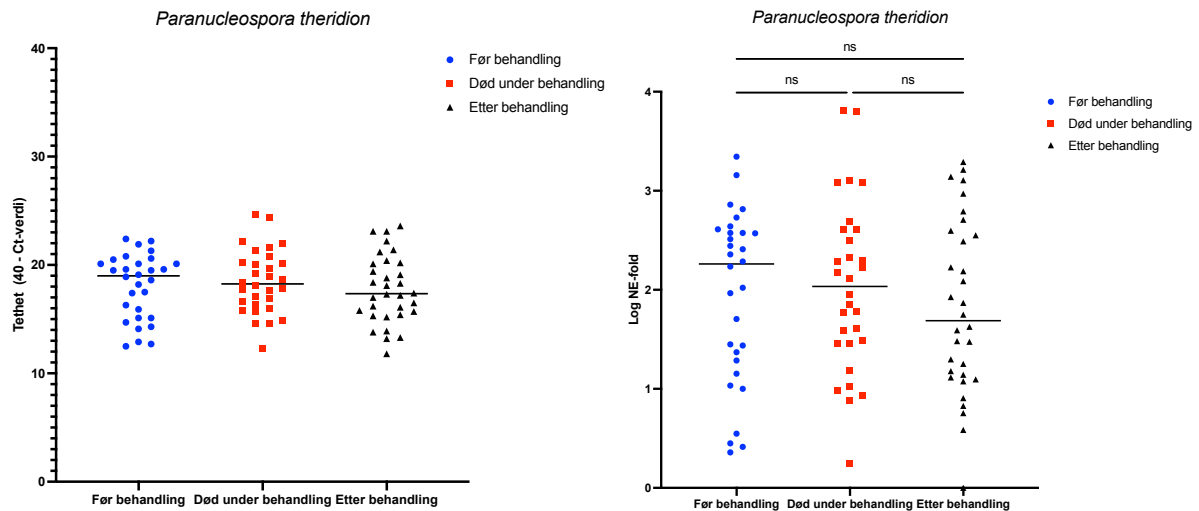 Paranucleospora theridion
40
30
20
10
0
Tethet (40 - Ct-verdi)
Før behandling
Død under behandling
Etter behandling
Før behandling Død under behandling Etter behandling
Paranucleospora theridion
ns
ns ns
4
3
2
1
0
Log NE-fold
Før behandling
Død under behandling
Etter behandling
Før behandling Død under behandling Etter behandling